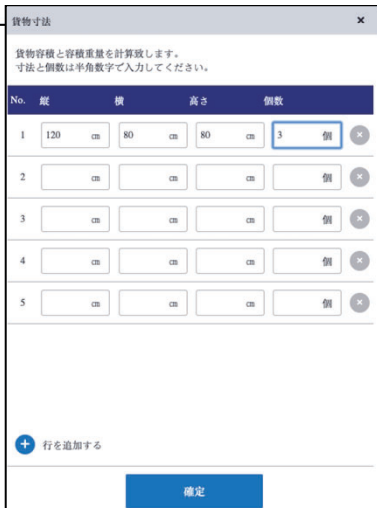 貨物寸法 ×
貨物容積と容積重量を計算致します。
寸法と個数は半角数字で入力してください。
No. 縦 横 高さ 個数
1 120 cm 80 cm 80 cm 3 個 ×
2 cm cm cm 個 ×
3 cm cm cm 個 ×
4 cm cm cm 個 ×
5 cm cm cm 個 ×
+ 行を追加する
確定